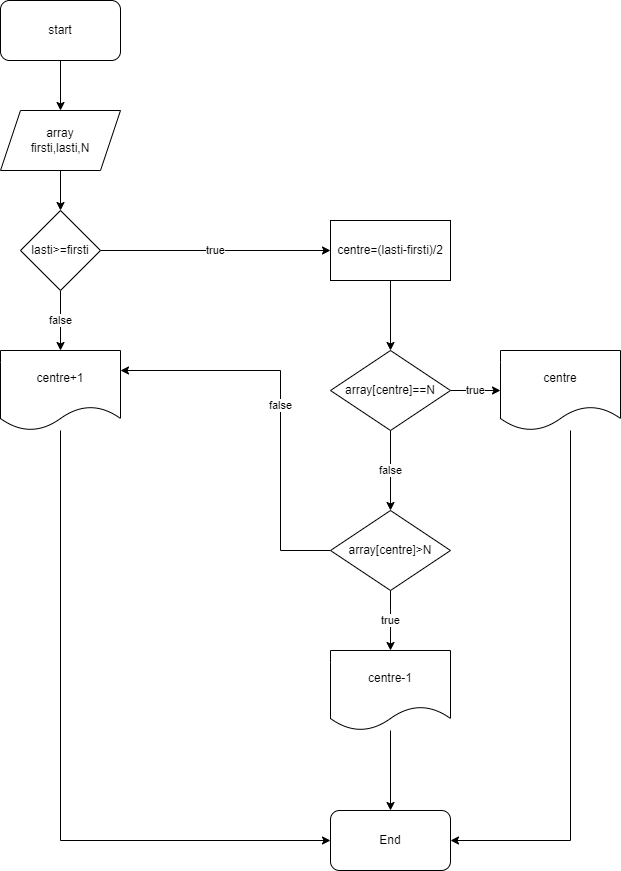 start
array
firsti,lasti,N
lasti>=firsti
true
centre=(lasti-firsti)/2
false
centre+1
array[centre]==N
true
centre
false
false
array[centre]>N
true
centre-1
End